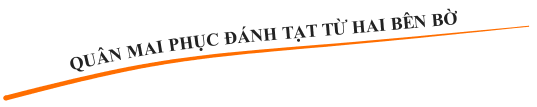 QUÂN MAI PHỤC ĐÁNH TẠT TỪ HAI BÊN BỜ